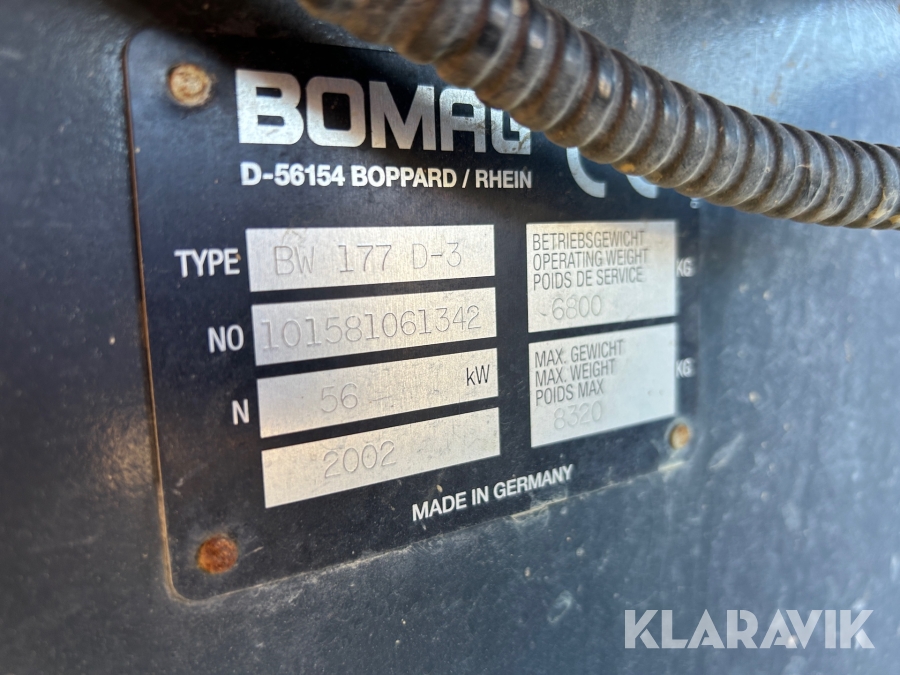 BOMAG
D-56154 BOPPARD / RHEIN
TYPE BW 177 D-3
NO 101581061342
N 56 kW
2002
BETRIEBSGEWICHT
OPERATING WEIGHT
POIDS DE SERVICE
6800 KG
MAX. GEWICHT
MAX. WEIGHT
POIDS MAX
8320 KG
MADE IN GERMANY
KLARAVIK